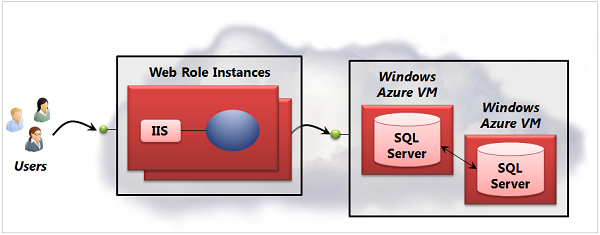 Users
Web Role Instances
IIS
Windows
Azure VM
SQL
Server
Windows
Azure VM
SQL
Server